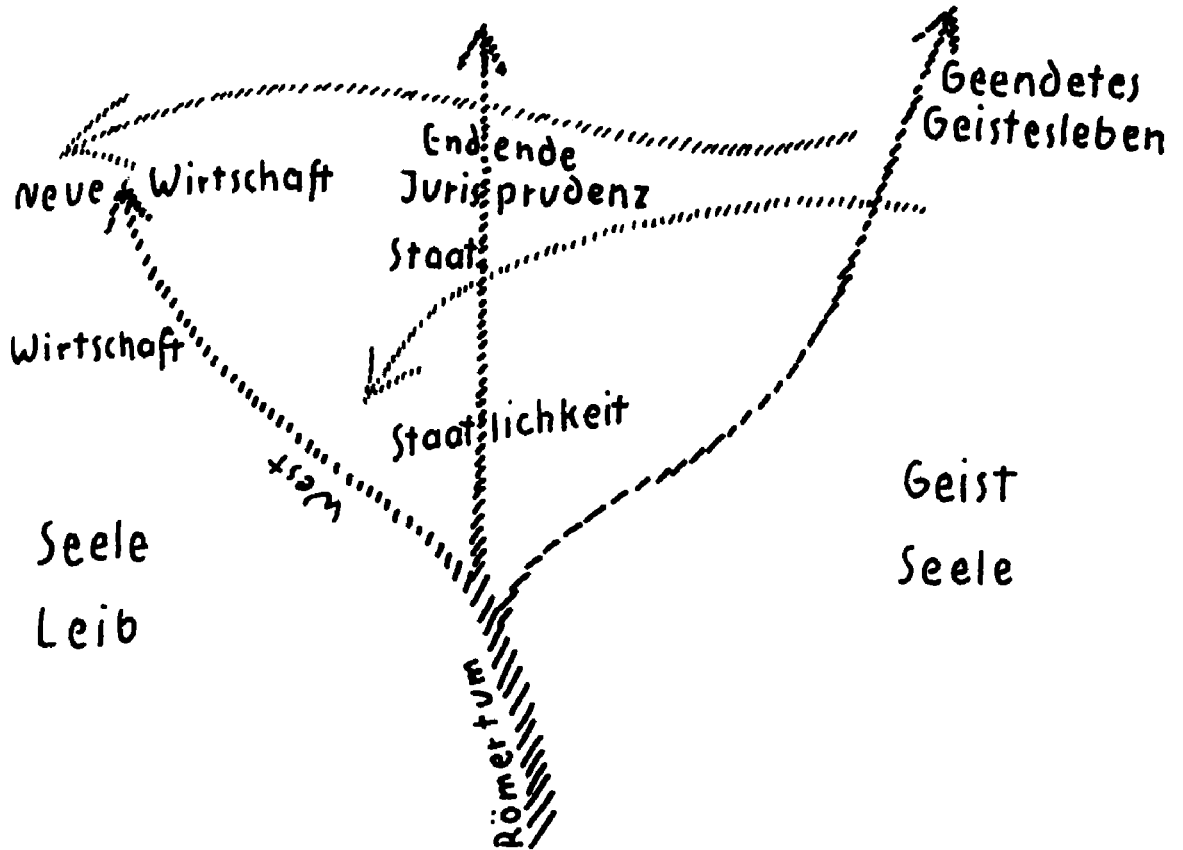 Geendetes
Geistesleben
Endende
Jurisprudenz
Neue Wirtschaft
Staat
Wirtschaft
Staatlichkeit
West
Geist
Seele
Seele
Leib
Römertum